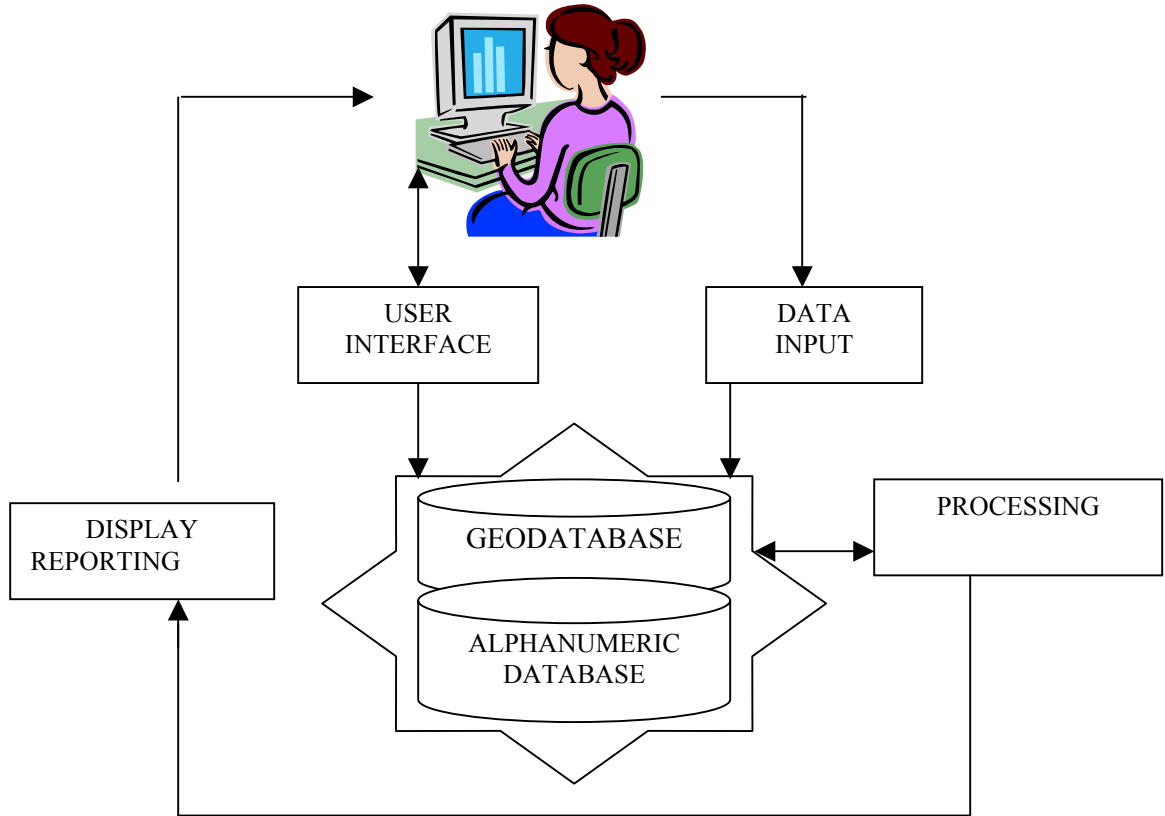 USER
INTERFACE
DATA
INPUT
DISPLAY
REPORTING
GEODATABASE
ALPHANUMERIC
DATABASE
PROCESSING